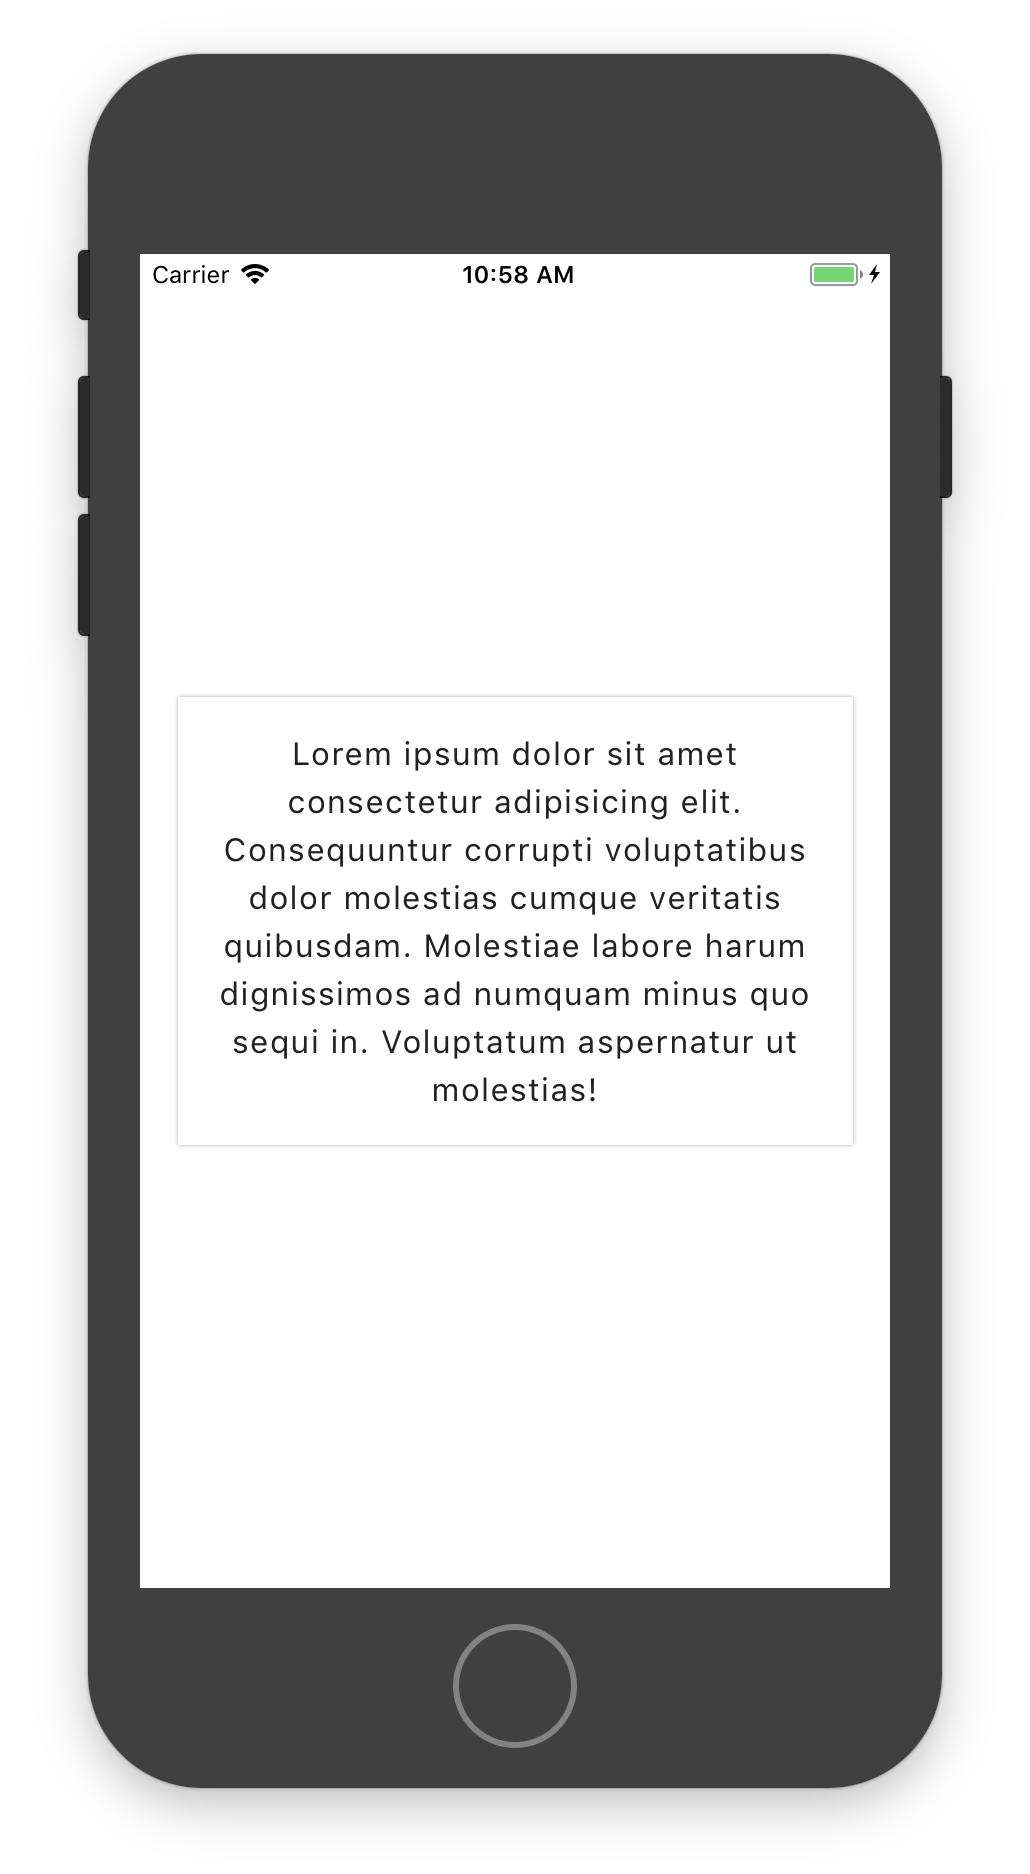 Carrier 10:58 AM
Lorem ipsum dolor sit amet
consectetur adipisicing elit.
Consequuntur corrupti voluptatibus
dolor molestias cumque veritatis
quibusdam. Molestiae labore harum
dignissimos ad numquam minus quo
sequi in. Voluptatum aspernatur ut
molestias!